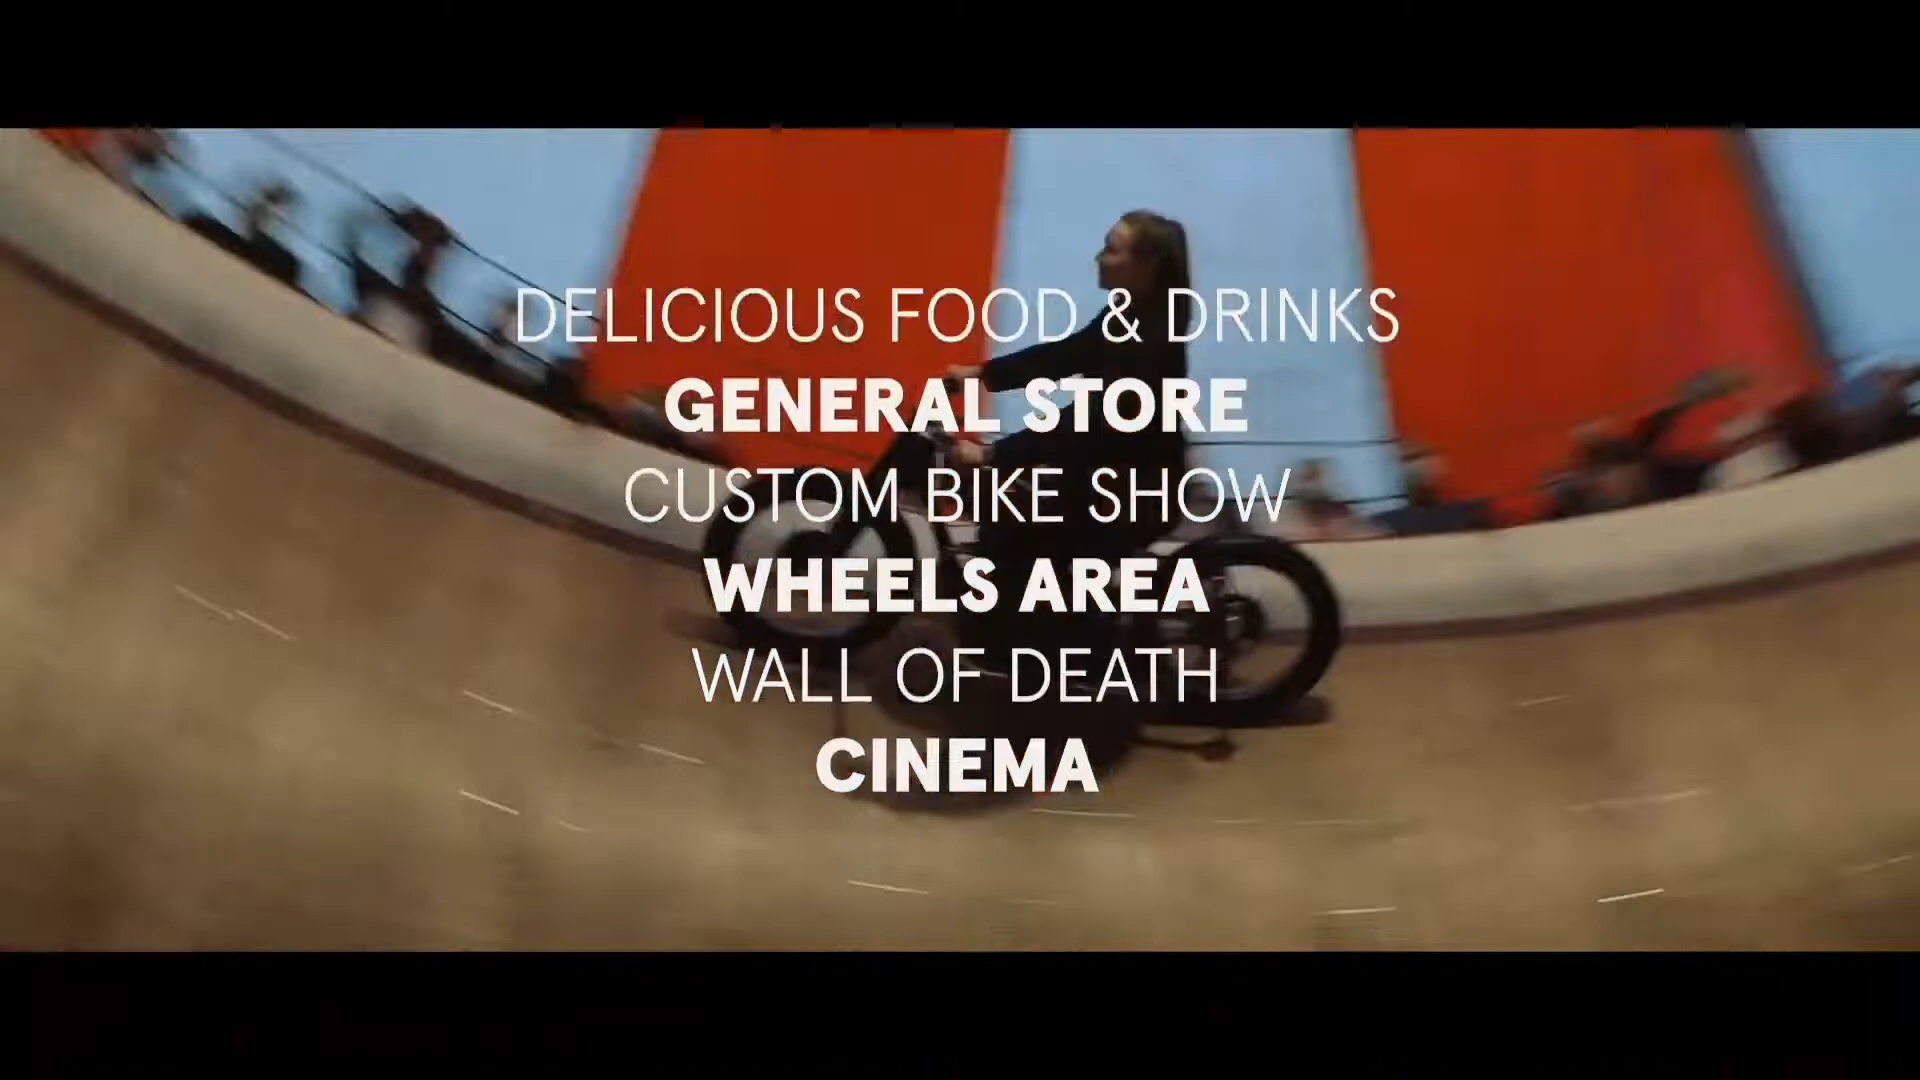 DELICIOUS FOOD & DRINKS
GENERAL STORE
CUSTOM BIKE SHOW
WHEELS AREA
WALL OF DEATH
CINEMA